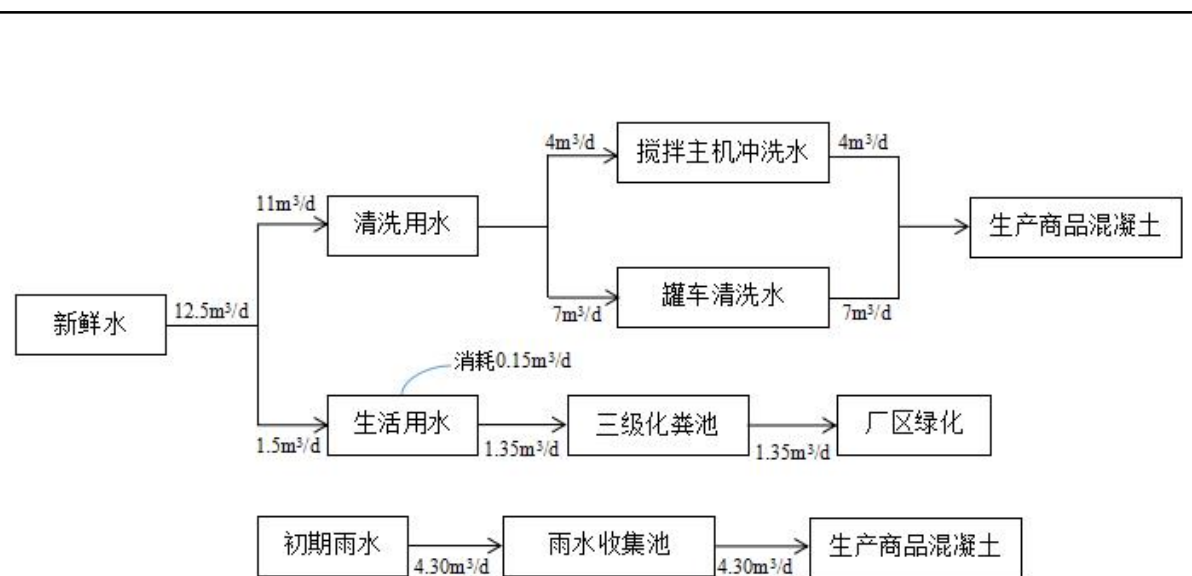 4m³/d
搅拌主机冲洗水
4m³/d
11m³/d
清洗用水
生产商品混凝土
新鲜水
12.5m³/d
7m³/d
罐车清洗水
7m³/d
消耗0.15m³/d
1.5m³/d
生活用水
1.35m³/d
三级化粪池
1.35m³/d
厂区绿化
初期雨水
4.30m³/d
雨水收集池
4.30m³/d
生产商品混凝土